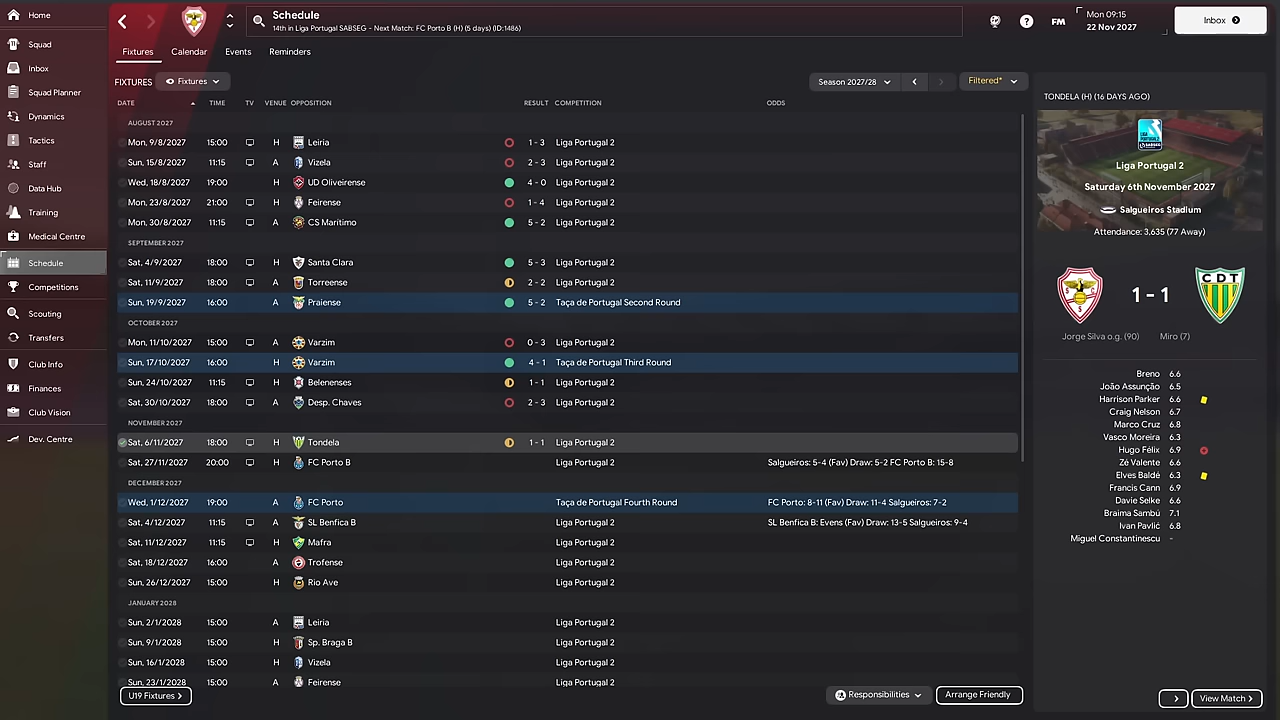 Home
Squad
Inbox
Squad Planner
Dynamics
Tactics
Staff
Data Hub
Training
Medical Centre
Schedule
Competitions
Scouting
Transfers
Club Info
Finances
Club Vision
Dev. Centre
Schedule
14th in Liga Portugal SABSEG - Next Match: FC Porto B (H) (5 days) (ID:1486)
FM
Mon 09:15
22 Nov 2027
Inbox
Fixtures Calendar Events Reminders
FIXTURES Fixtures Season 2027/28 Filtered*
DATE TIME TV VENUE OPPOSITION RESULT COMPETITION ODDS
AUGUST 2027
Mon, 9/8/2027 15:00 H Leiria 1 - 3 Liga Portugal 2
Sun, 15/8/2027 11:15 A Vizela 2 - 3 Liga Portugal 2
Wed, 18/8/2027 19:00 H UD Oliveirense 4 - 0 Liga Portugal 2
Mon, 23/8/2027 21:00 H Feirense 1 - 4 Liga Portugal 2
Mon, 30/8/2027 11:15 A CS Marítimo 5 - 2 Liga Portugal 2
SEPTEMBER 2027
Sat, 4/9/2027 18:00 H Santa Clara 5 - 3 Liga Portugal 2
Sat, 11/9/2027 18:00 A Torreense 2 - 2 Liga Portugal 2
Sun, 19/9/2027 16:00 A Praiense 5 - 2 Taça de Portugal Second Round
OCTOBER 2027
Mon, 11/10/2027 15:00 A Varzim 0 - 3 Liga Portugal 2
Sun, 17/10/2027 16:00 H Varzim 4 - 1 Taça de Portugal Third Round
Sun, 24/10/2027 11:15 H Belenenses 1 - 1 Liga Portugal 2
Sat, 30/10/2027 18:00 A Desp. Chaves 2 - 3 Liga Portugal 2
NOVEMBER 2027
Sat, 6/11/2027 18:00 H Tondela 1 - 1 Liga Portugal 2
Sat, 27/11/2027 20:00 H FC Porto B Liga Portugal 2 Salgueiros: 5-4 (Fav) Draw: 5-2 FC Porto B: 15-8
DECEMBER 2027
Wed, 1/12/2027 19:00 A FC Porto Taça de Portugal Fourth Round FC Porto: 8-11 (Fav) Draw: 11-4 Salgueiros: 7-2
Sat, 4/12/2027 11:15 A SL Benfica B Liga Portugal 2 SL Benfica B: Evens (Fav) Draw: 13-5 Salgueiros: 9-4
Sat, 11/12/2027 11:15 H Mafra Liga Portugal 2
Sat, 18/12/2027 16:00 A Trofense Liga Portugal 2
Sun, 26/12/2027 15:00 H Rio Ave Liga Portugal 2
JANUARY 2028
Sun, 2/1/2028 15:00 A Leiria Liga Portugal 2
Sun, 9/1/2028 15:00 H Sp. Braga B Liga Portugal 2
Sun, 16/1/2028 15:00 H Vizela Liga Portugal 2
Sun, 23/1/2028 15:00 A Feirense Liga Portugal 2
U19 Fixtures Responsibilities Arrange Friendly
TONDELA (H) (16 DAYS AGO)
Liga Portugal 2
Saturday 6th November 2027
Salgueiros Stadium
Attendance: 3,635 (77 Away)
CDT
1 - 1
Jorge Silva o.g. (90) Miro (7)
Breno 6.6
João Assunção 6.5
Harrison Parker 6.6
Craig Nelson 6.7
Marco Cruz 6.8
Vasco Moreira 6.3
Hugo Félix 6.9
Zé Valente 6.6
Elves Baldé 6.3
Francis Cann 6.9
Davie Selke 6.6
Braima Sambú 7.1
Ivan Pavlić 6.8
Miguel Constantinescu -
View Match